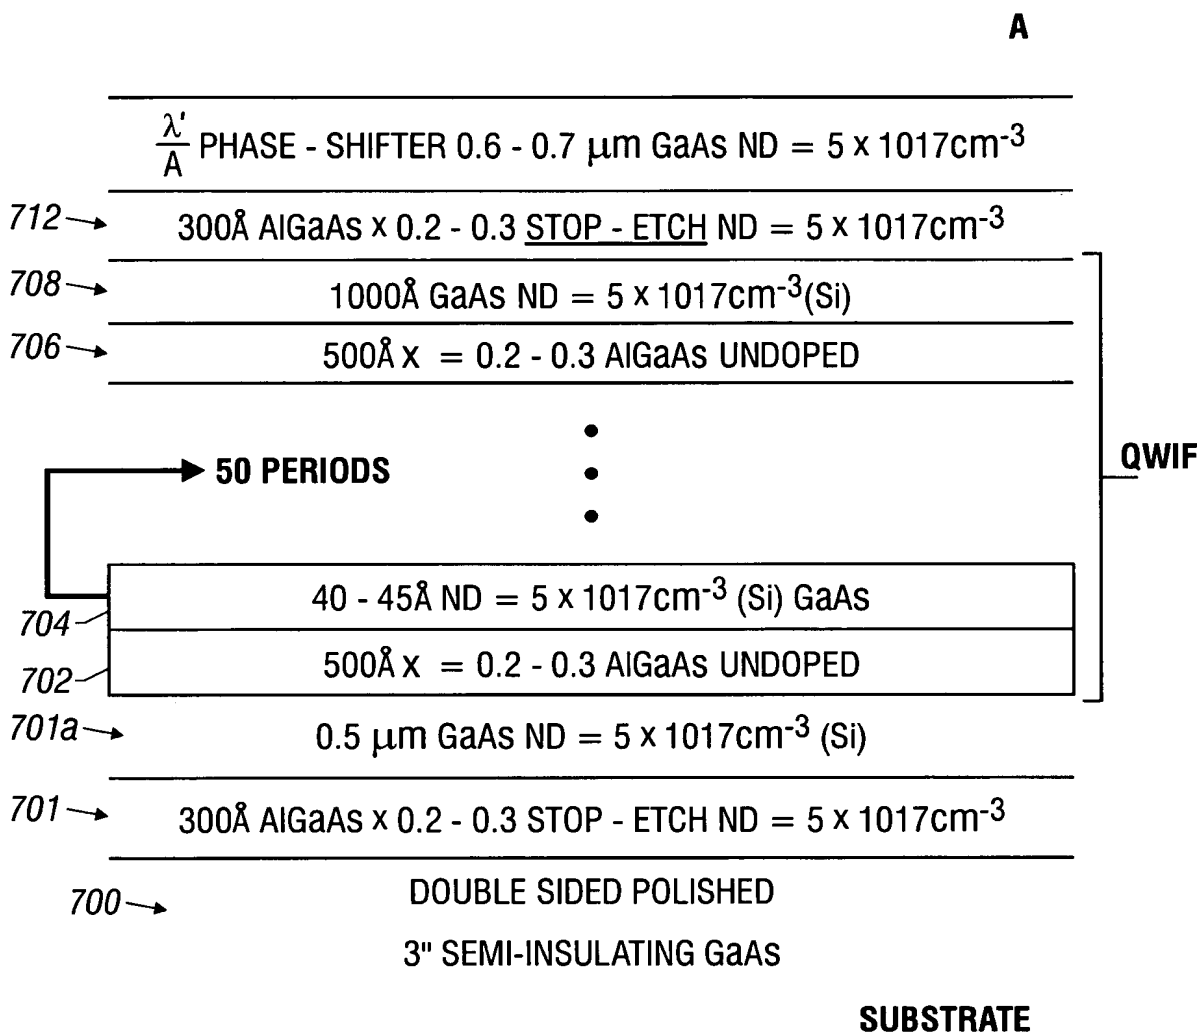 A
λ'/A PHASE - SHIFTER 0.6 - 0.7 μm GaAs ND = 5 x 1017cm-3
712
300Å AlGaAs x 0.2 - 0.3 STOP - ETCH ND = 5 x 1017cm-3
708
1000Å GaAs ND = 5 x 1017cm-3(Si)
706
500Å x = 0.2 - 0.3 AlGaAs UNDOPED
QWIF
50 PERIODS
40 - 45Å ND = 5 x 1017cm-3 (Si) GaAs
704
500Å x = 0.2 - 0.3 AlGaAs UNDOPED
702
701a
0.5 μm GaAs ND = 5 x 1017cm-3 (Si)
701
300Å AlGaAs x 0.2 - 0.3 STOP - ETCH ND = 5 x 1017cm-3
700
DOUBLE SIDED POLISHED
3" SEMI-INSULATING GaAs
SUBSTRATE